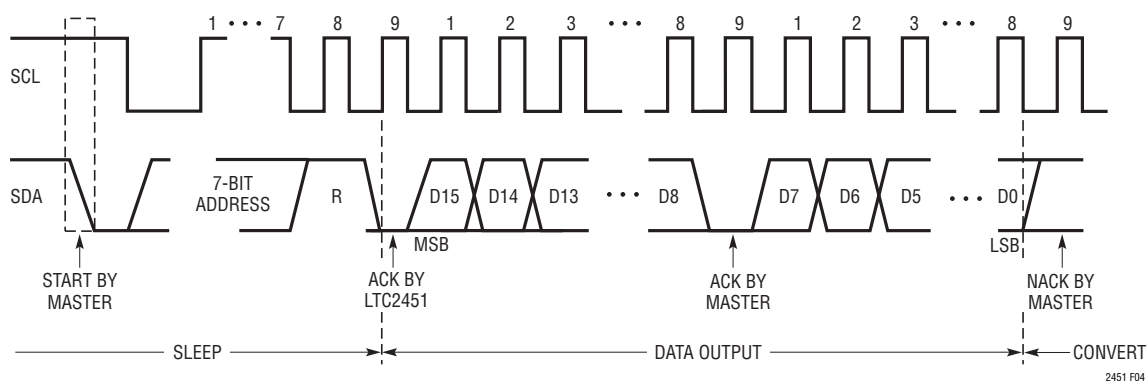 1 ••• 7 8 9 1 2 3 ••• 8 9 1 2 3 ••• 8 9
SCL
SDA
7-BIT
ADDRESS
R D15 D14 D13 ••• D8 D7 D6 D5 ••• D0
MSB
LSB
START BY
MASTER
ACK BY
LTC2451
ACK BY
MASTER
NACK BY
MASTER
SLEEP DATA OUTPUT CONVERT
2451 F04